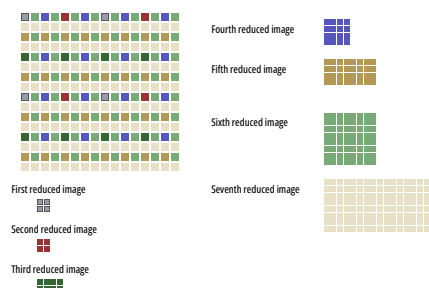 Fourth reduced image
Fifth reduced image
Sixth reduced image
First reduced image
Seventh reduced image
Second reduced image
Third reduced image